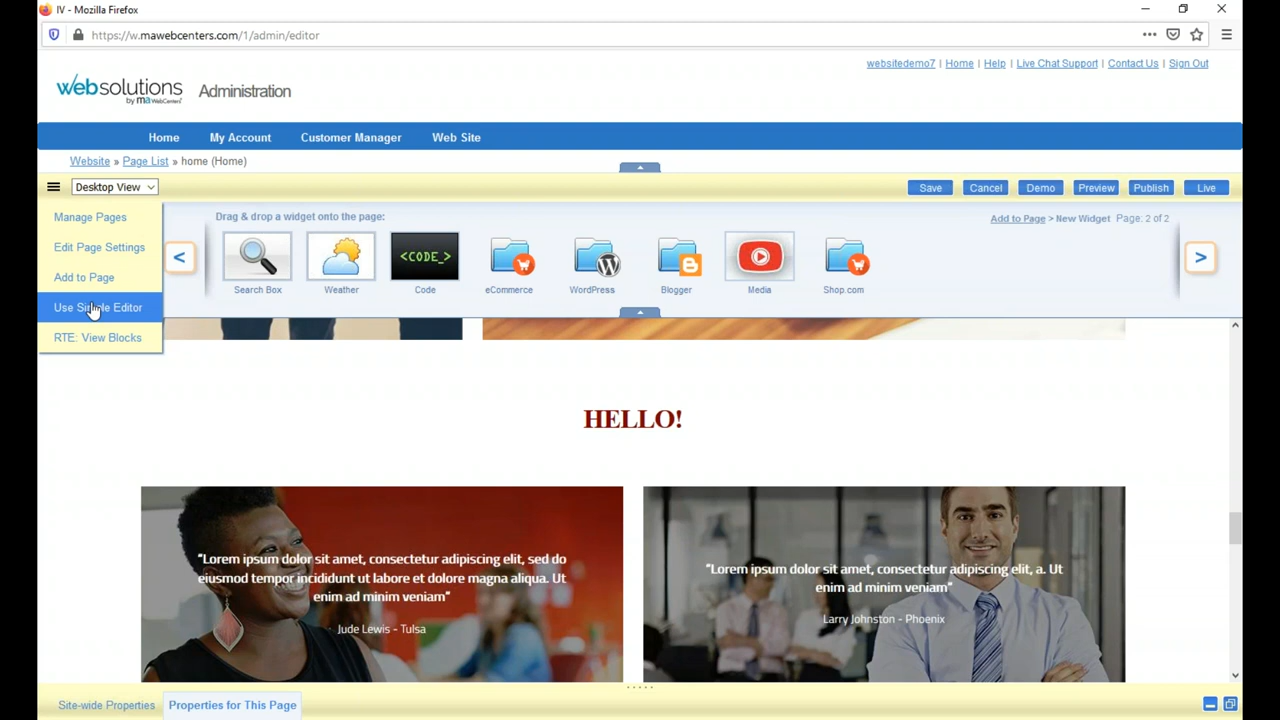 IV - Mozilla Firefox
https://w.mawebcenters.com/1/admin/editor
websitedemo7 | Home | Help | Live Chat Support | Contact Us | Sign Out
websolutions Administration
by ma WebCenters
Home My Account Customer Manager Web Site
Website » Page List » home (Home)
Desktop View Save Cancel Demo Preview Publish Live
Manage Pages
Edit Page Settings
Add to Page
Use Simple Editor
RTE: View Blocks
Drag & drop a widget onto the page: Add to Page > New Widget Page: 2 of 2
< <CODE_> >
Search Box Weather Code eCommerce WordPress Blogger Media Shop.com
HELLO!
“Lorem ipsum dolor sit amet, consectetur adipiscing elit, sed do
eiusmod tempor incididunt ut labore et dolore magna aliqua. Ut
enim ad minim veniam”
Jude Lewis - Tulsa
“Lorem ipsum dolor sit amet, consectetur adipiscing elit, a. Ut
enim ad minim veniam”
Larry Johnston - Phoenix
Site-wide Properties Properties for This Page